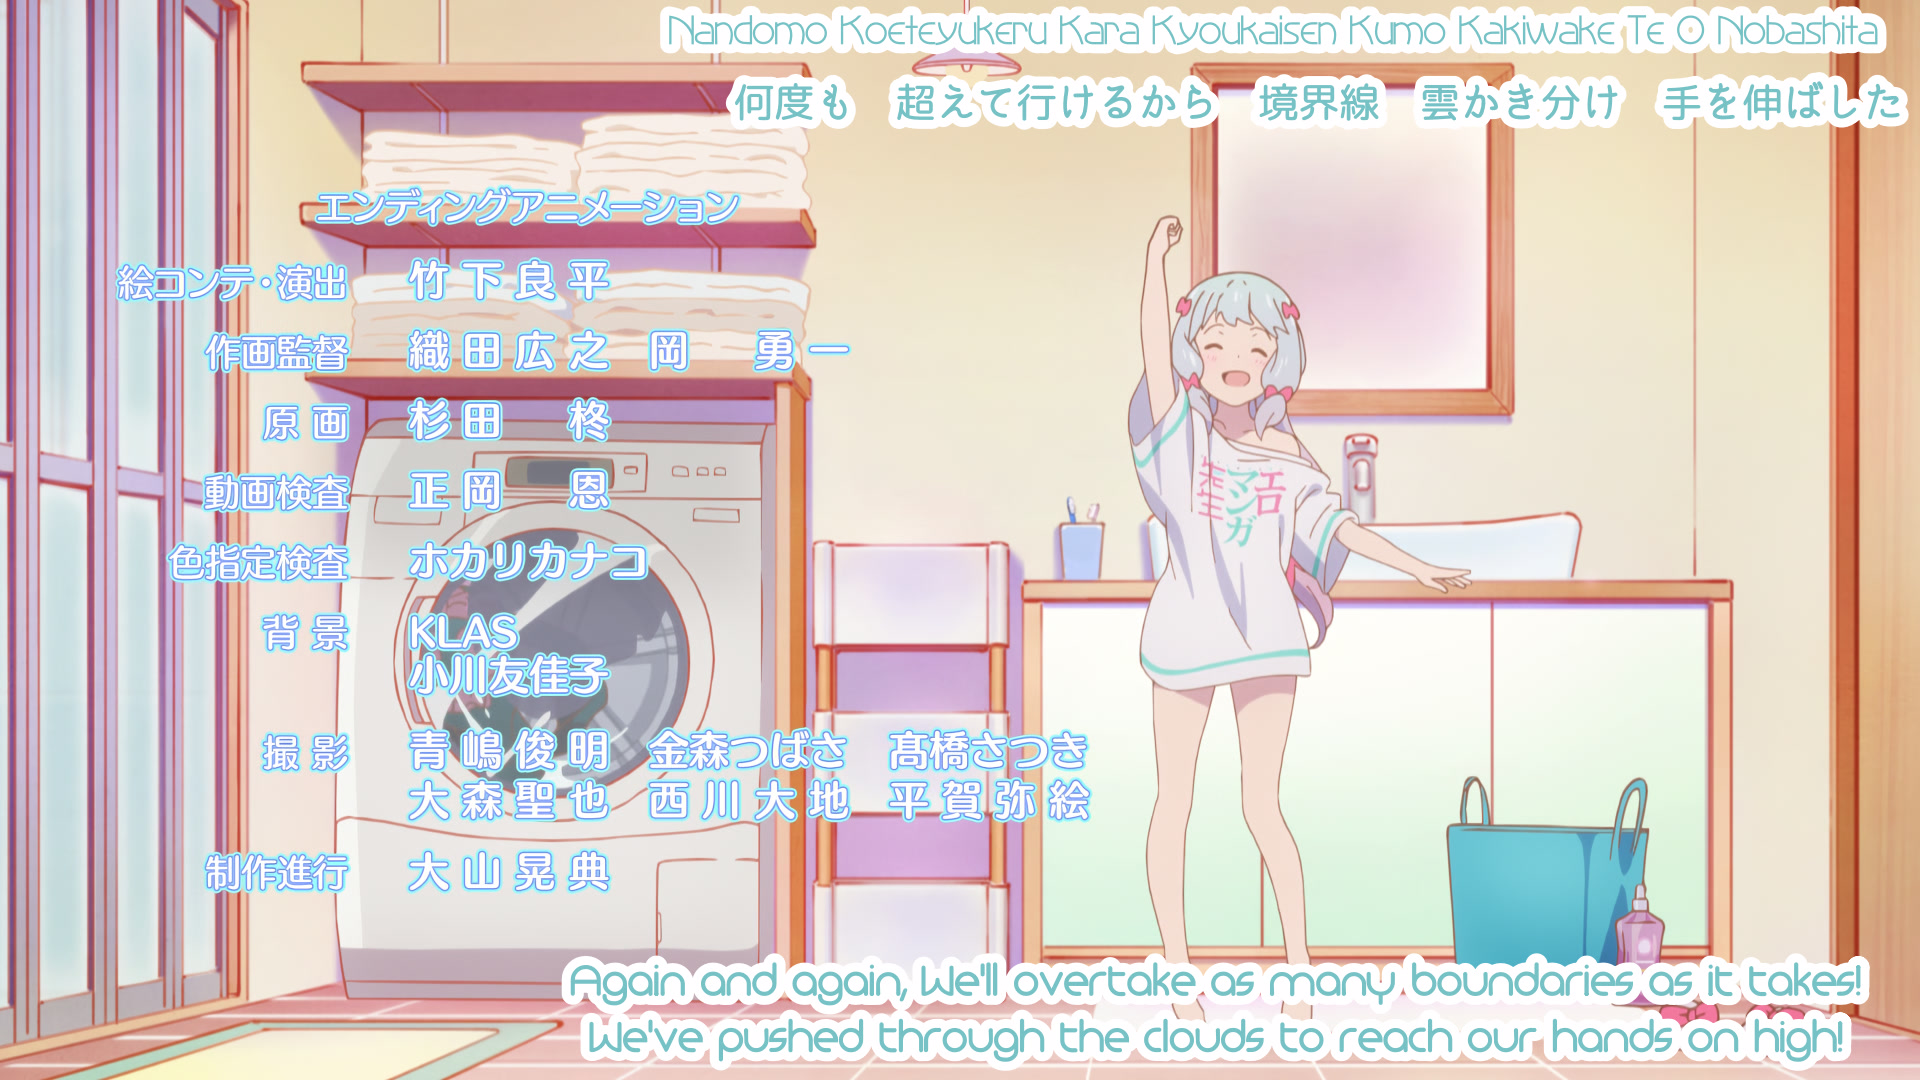 Nandomo Koeteyukeru Kara Kyoukaisen Kumo Kakiwake Te O Nobashita
何度も　超えて行けるから　境界線　雲かき分け　手を伸ばした
エンディングアニメーション
絵コンテ・演出　竹下良平
作画監督　織田広之　岡　勇一
原画　杉田　柊
動画検査　正岡　恩
色指定検査　ホカリカナコ
背景　KLAS
小川友佳子
撮影　青嶋俊明　金森つばさ　髙橋さつき
大森聖也　西川大地　平賀弥絵
制作進行　大山晃典
エロ
マンガ
先生
Again and again, We'll overtake as many boundaries as it takes!
We've pushed through the clouds to reach our hands on high!